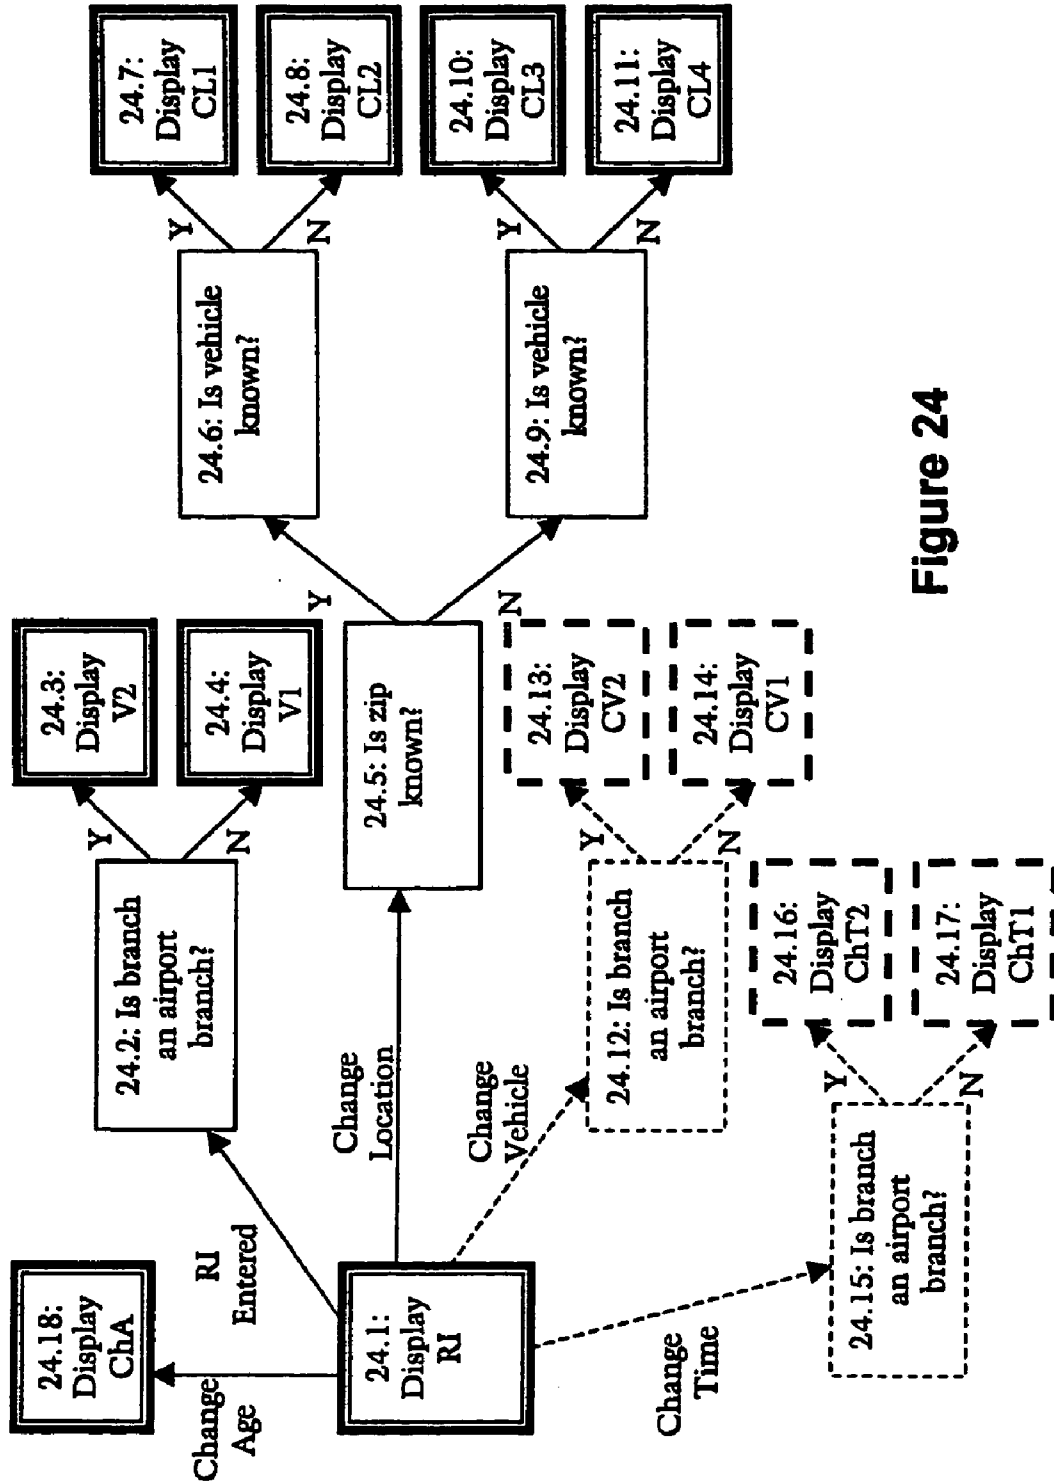 24.18:
Display
ChA
Change
Age
RI
Entered
24.1:
Display
RI
Change
Location
Change
Vehicle
Change
Time
24.2: Is branch
an airport
branch?
Y
N
24.3:
Display
V2
24.4:
Display
V1
24.5: Is zip
known?
Y
N
24.6: Is vehicle
known?
Y
N
24.7:
Display
CL1
24.8:
Display
CL2
24.9: Is vehicle
known?
Y
N
24.10:
Display
CL3
24.11:
Display
CL4
24.12: Is branch
an airport
branch?
Y
N
24.13:
Display
CV2
24.14:
Display
CV1
24.15: Is branch
an airport
branch?
Y
N
24.16:
Display
ChT2
24.17:
Display
ChT1
Figure 24